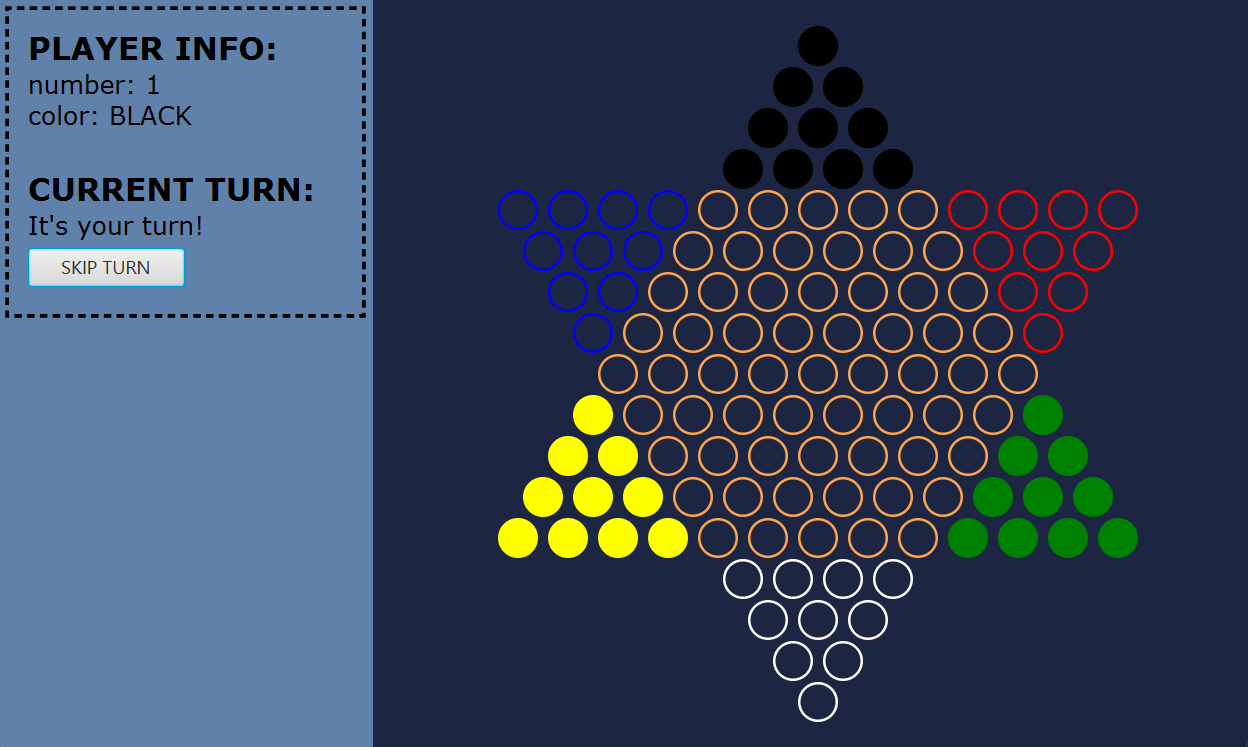 PLAYER INFO:
number: 1
color: BLACK
CURRENT TURN:
It's your turn!
SKIP TURN